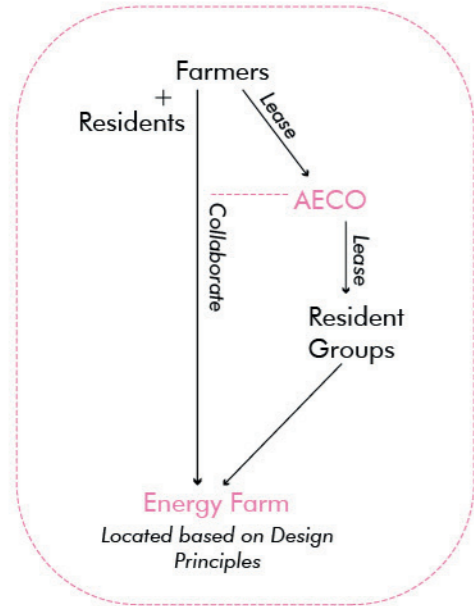 Farmers
+
Residents
Lease
AECO
Collaborate
Lease
Resident
Groups
Energy Farm
Located based on Design
Principles